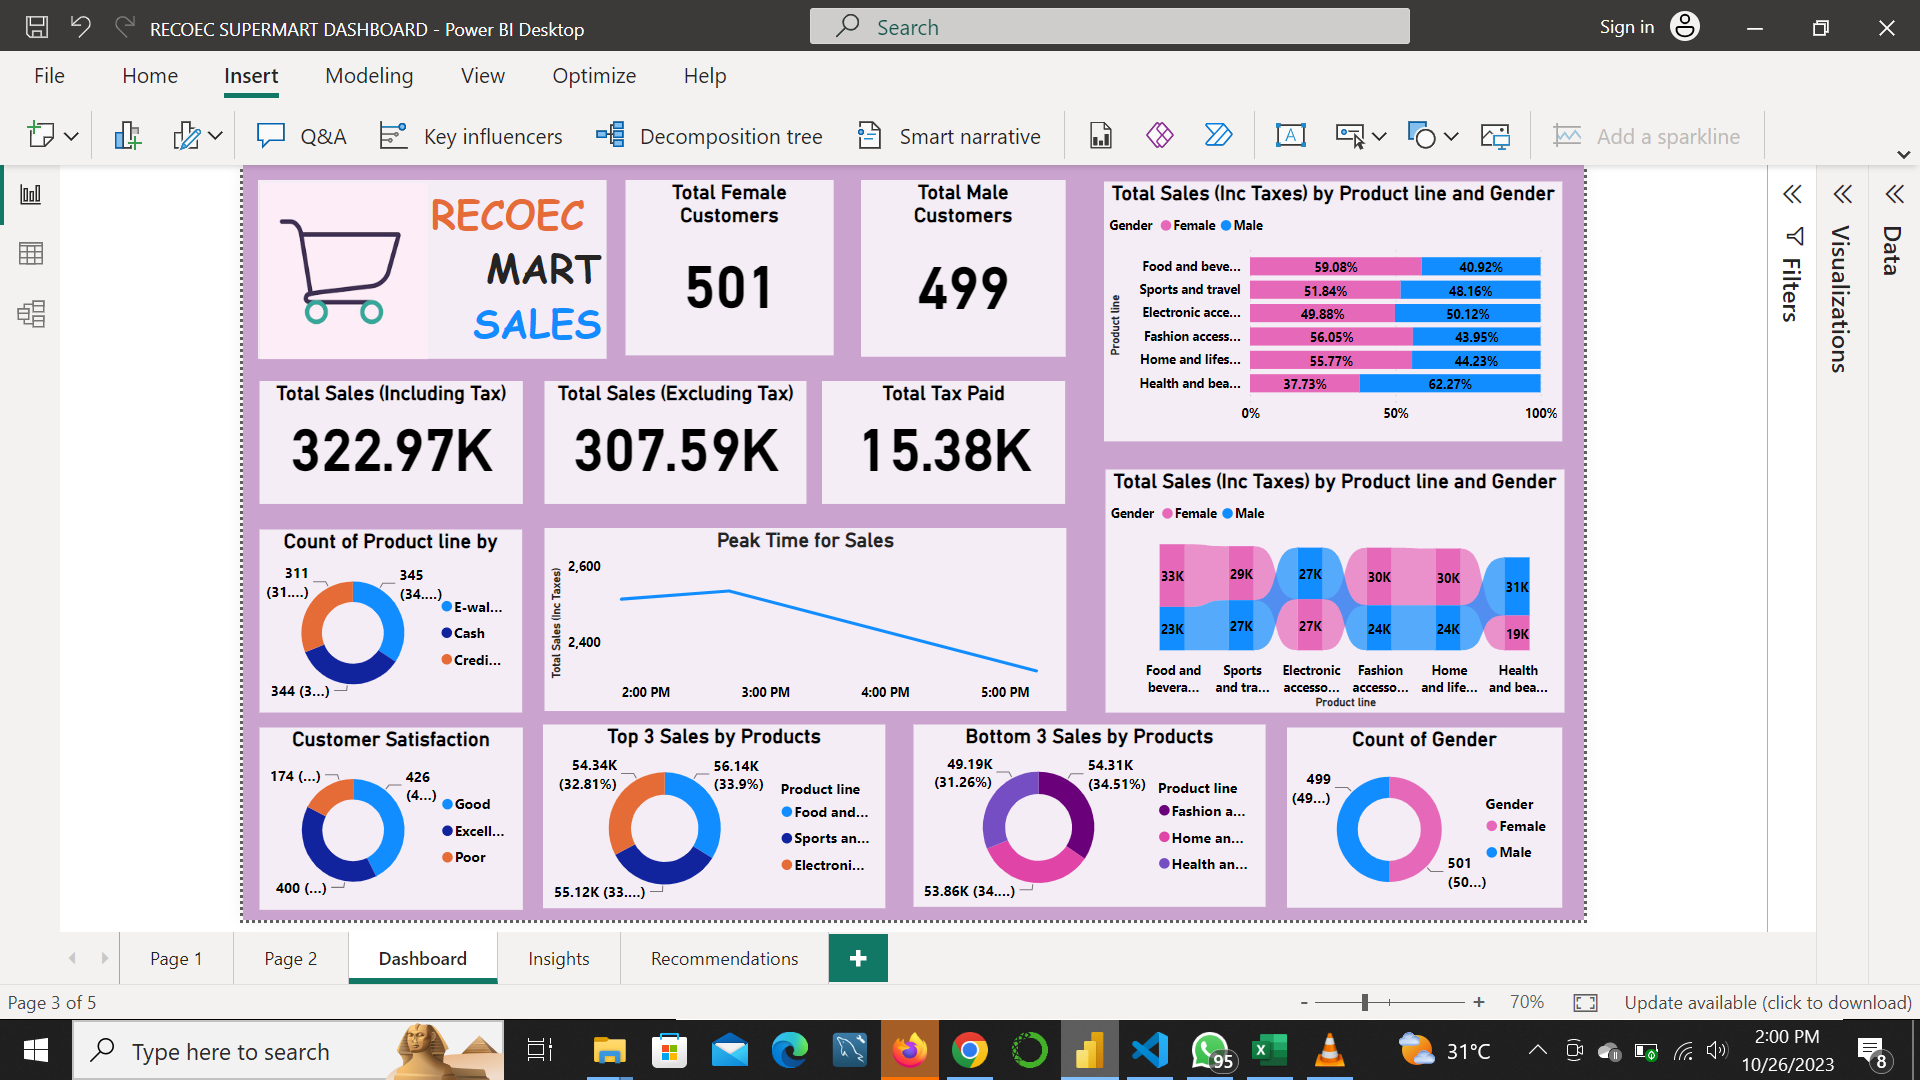 RECOEC SUPERMART DASHBOARD - Power BI Desktop
Search
Sign in
File Home Insert Modeling View Optimize Help
Q&A Key influencers Decomposition tree Smart narrative Add a sparkline
RECOEC
MART
SALES
Total Female
Customers
501
Total Male
Customers
499
Total Sales (Inc Taxes) by Product line and Gender
Gender Female Male
Product line
Food and beve... 59.08% 40.92%
Sports and travel 51.84% 48.16%
Electronic acce... 49.88% 50.12%
Fashion access... 56.05% 43.95%
Home and lifes... 55.77% 44.23%
Health and bea... 37.73% 62.27%
0% 50% 100%
Filters
Visualizations
Data
Total Sales (Including Tax)
322.97K
Total Sales (Excluding Tax)
307.59K
Total Tax Paid
15.38K
Total Sales (Inc Taxes) by Product line and Gender
Gender Female Male
33K 29K 27K 30K 30K 31K
23K 27K 27K 24K 24K 19K
Food and Sports Electronic Fashion Home Health
bevera... and tra... accesso... accesso... and life... and bea...
Product line
Count of Product line by
311
(31....)
345
(34....)
344 (3...)
E-wal...
Cash
Credi...
Peak Time for Sales
Total Sales (Inc Taxes)
2,600
2,400
2:00 PM 3:00 PM 4:00 PM 5:00 PM
Customer Satisfaction
174 (...)
426
(4...)
400 (...)
Good
Excell...
Poor
Top 3 Sales by Products
54.34K
(32.81%)
56.14K
(33.9%)
55.12K (33....)
Product line
Food and...
Sports an...
Electroni...
Bottom 3 Sales by Products
49.19K
(31.26%)
54.31K
(34.51%)
53.86K (34....)
Product line
Fashion a...
Home an...
Health an...
Count of Gender
499
(49...)
501
(50...)
Gender
Female
Male
Page 1 Page 2 Dashboard Insights Recommendations +
Page 3 of 5
- + 70% Update available (click to download)
Type here to search
95
31°C
2:00 PM
10/26/2023
8